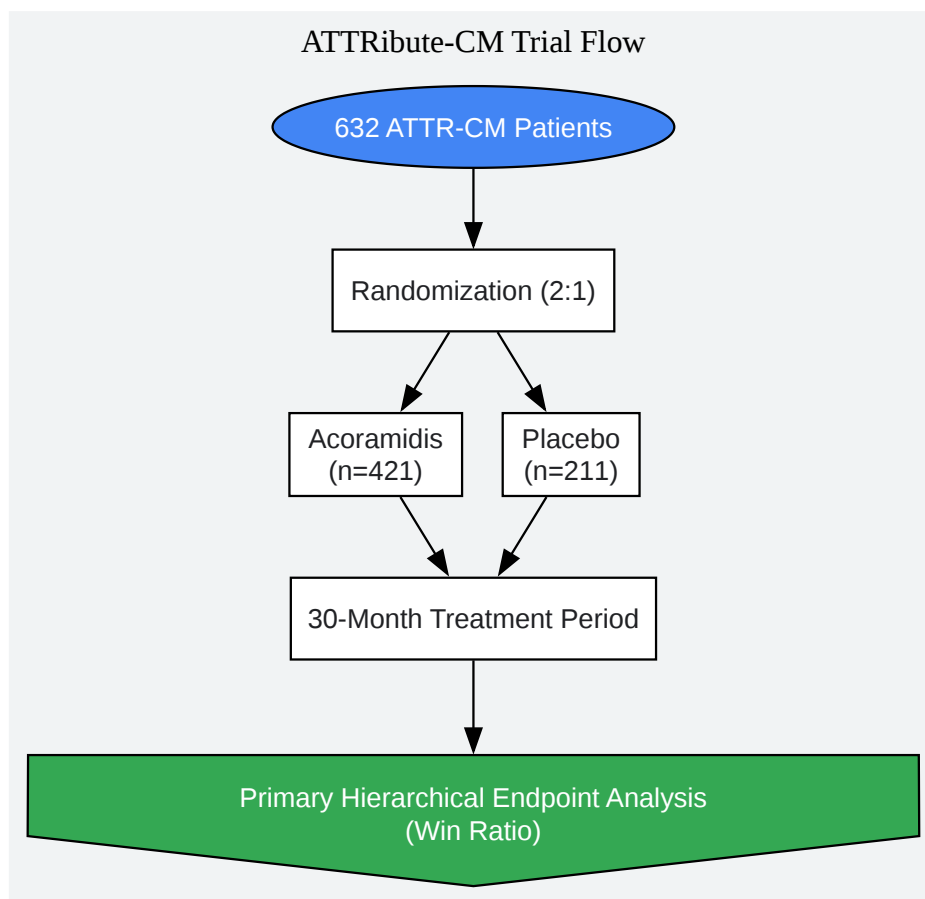 ATTRibute-CM Trial Flow
632 ATTR-CM Patients
Randomization (2:1)
Acoramidis
(n=421)
Placebo
(n=211)
30-Month Treatment Period
Primary Hierarchical Endpoint Analysis
(Win Ratio)